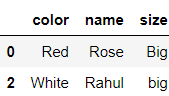 color name size
0 Red Rose Big
2 White Rahul big